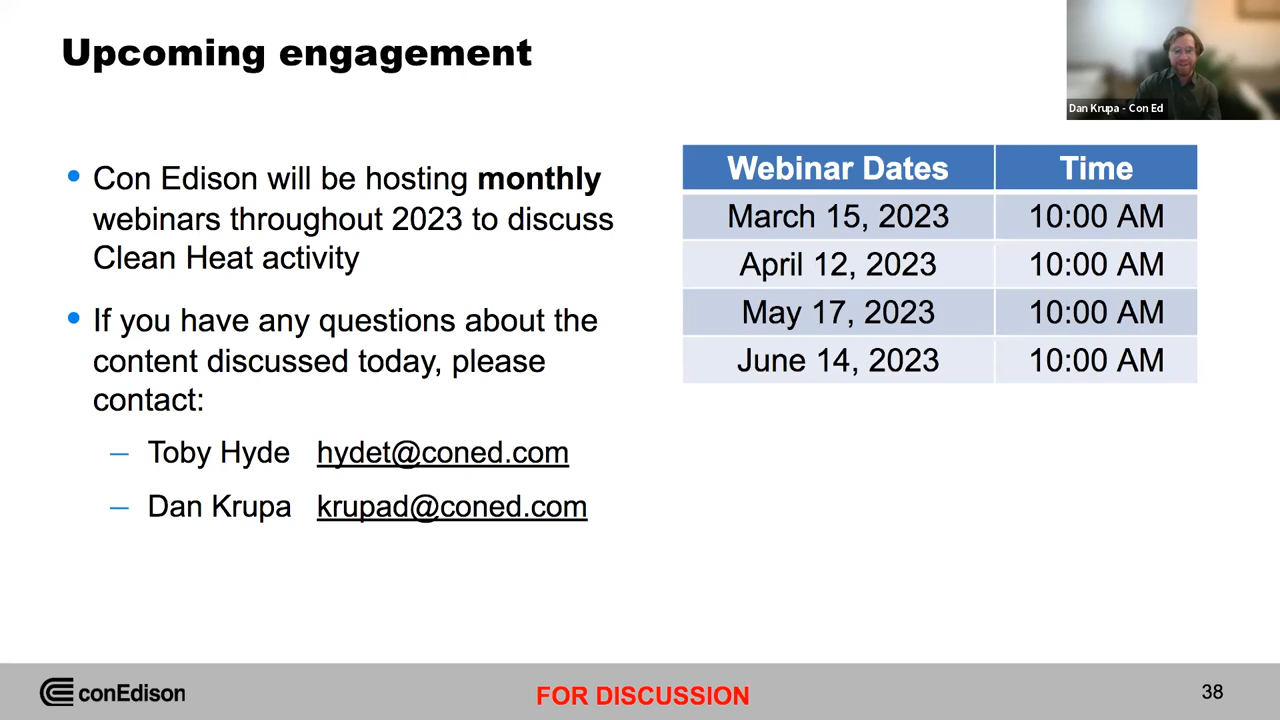 Upcoming engagement
Dan Krupa - Con Ed
• Con Edison will be hosting monthly
webinars throughout 2023 to discuss
Clean Heat activity
• If you have any questions about the
content discussed today, please
contact:
– Toby Hyde hydet@coned.com
– Dan Krupa krupad@coned.com
Webinar Dates Time
March 15, 2023 10:00 AM
April 12, 2023 10:00 AM
May 17, 2023 10:00 AM
June 14, 2023 10:00 AM
conEdison
FOR DISCUSSION
38